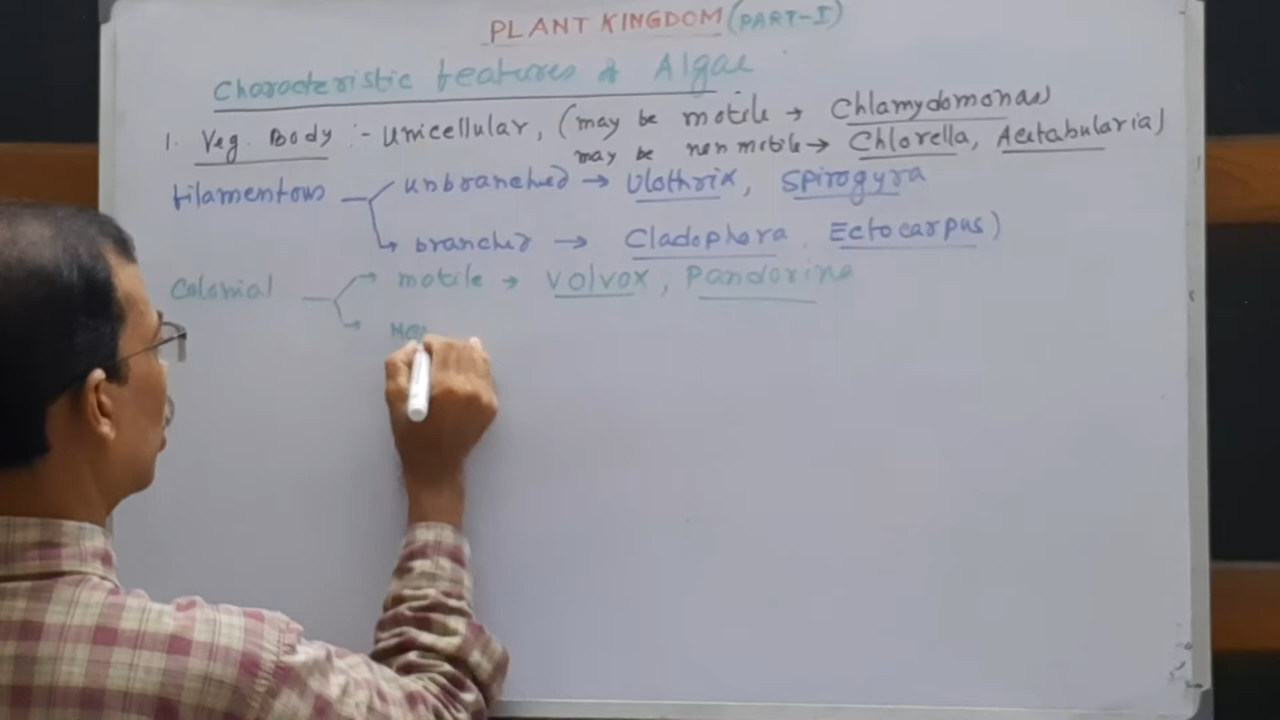 PLANT KINGDOM (PART-I)
Characteristic features of Algae
1. Veg. Body :- Unicellular, (may be motile → Chlamydomonas)
may be non motile → Chlorella, Acetabularia)
filamentous unbranched → Ulothrix, Spirogyra
branched → Cladophora, Ectocarpus)
Colonial → motile → Volvox, Pandorina
→ Non